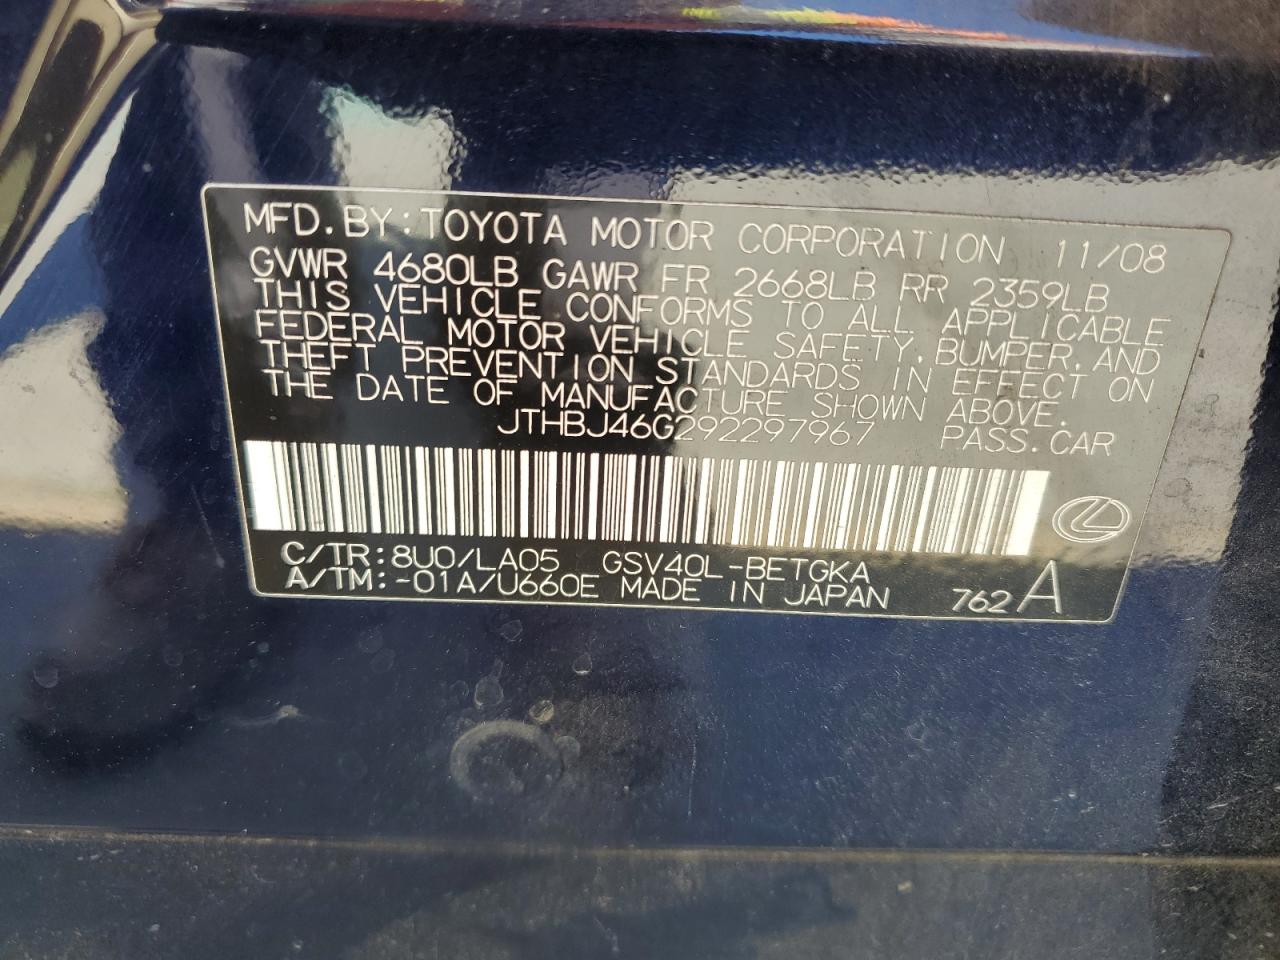 MFD. BY: TOYOTA MOTOR CORPORATION 11/08
GVWR 4680LB GAWR FR 2668LB RR 2359LB
THIS VEHICLE CONFORMS TO ALL APPLICABLE
FEDERAL MOTOR VEHICLE SAFETY, BUMPER, AND
THEFT PREVENTION STANDARDS IN EFFECT ON
THE DATE OF MANUFACTURE SHOWN ABOVE.
JTHBJ46G292297967 PASS. CAR
C/TR: 8U0/LA05 GSV40L-BETGKA
A/TM: -01A/U660E MADE IN JAPAN 762A